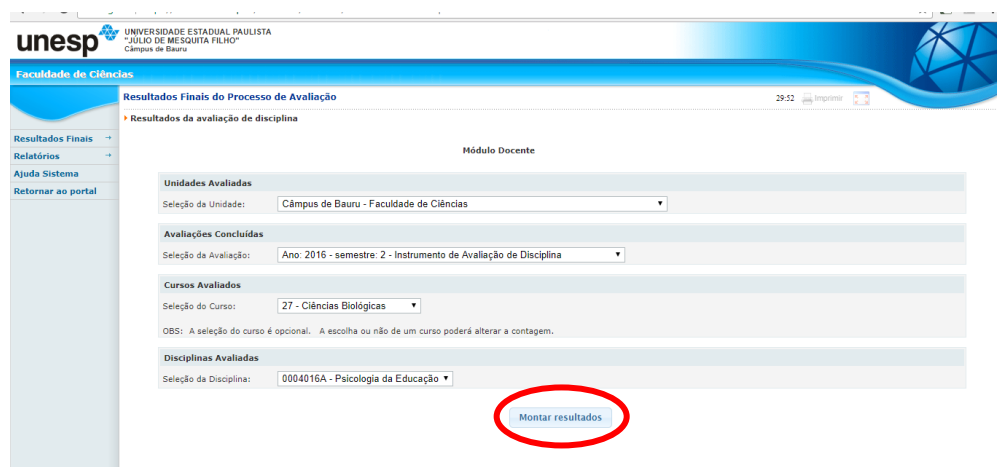 unesp
UNIVERSIDADE ESTADUAL PAULISTA
"JÚLIO DE MESQUITA FILHO"
Câmpus de Bauru
Faculdade de Ciências
Resultados Finais do Processo de Avaliação
29:52 Imprimir
Resultados da avaliação de disciplina
Resultados Finais
Relatórios
Ajuda Sistema
Retornar ao portal
Módulo Docente
Unidades Avaliadas
Seleção da Unidade: Câmpus de Bauru - Faculdade de Ciências
Avaliações Concluídas
Seleção da Avaliação: Ano: 2016 - semestre: 2 - Instrumento de Avaliação de Disciplina
Cursos Avaliados
Seleção do Curso: 27 - Ciências Biológicas
OBS: A seleção do curso é opcional. A escolha ou não de um curso poderá alterar a contagem.
Disciplinas Avaliadas
Seleção da Disciplina: 0004016A - Psicologia da Educação
Montar resultados